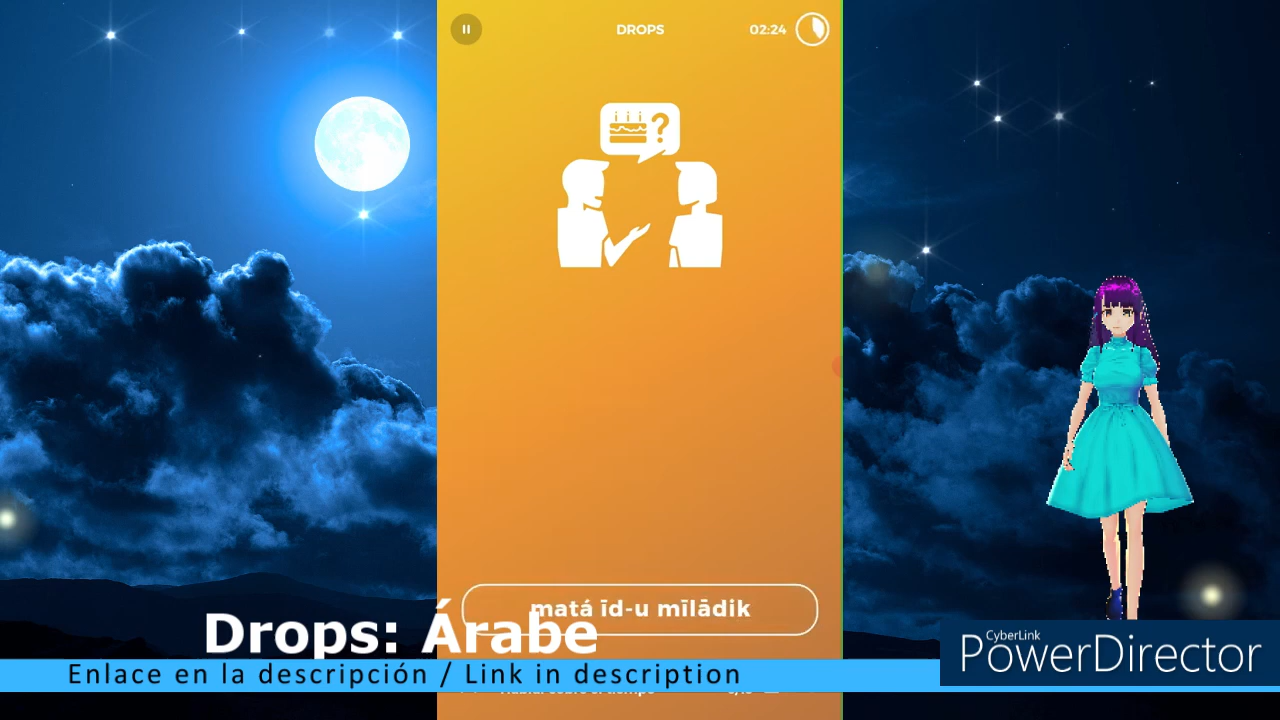 DROPS
02:24
?
matá īd-u mīlādik
Drops: Árabe
Enlace en la descripción / Link in description
CyberLink
PowerDirector